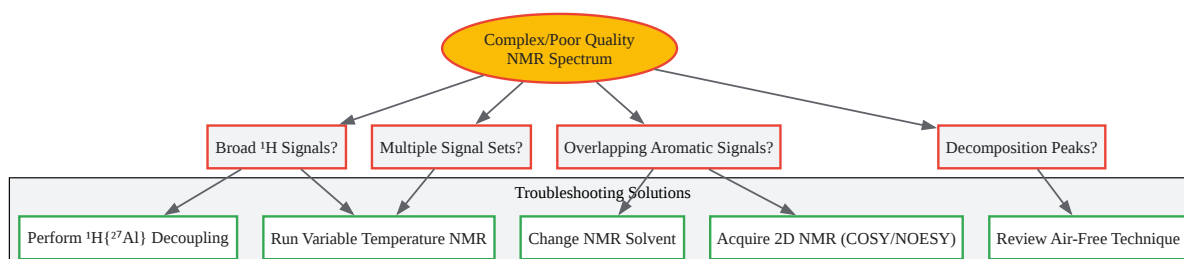 Complex/Poor Quality
NMR Spectrum
Broad ¹H Signals?
Multiple Signal Sets?
Overlapping Aromatic Signals?
Decomposition Peaks?
Troubleshooting Solutions
Perform ¹H{²⁷Al} Decoupling
Run Variable Temperature NMR
Change NMR Solvent
Acquire 2D NMR (COSY/NOESY)
Review Air-Free Technique